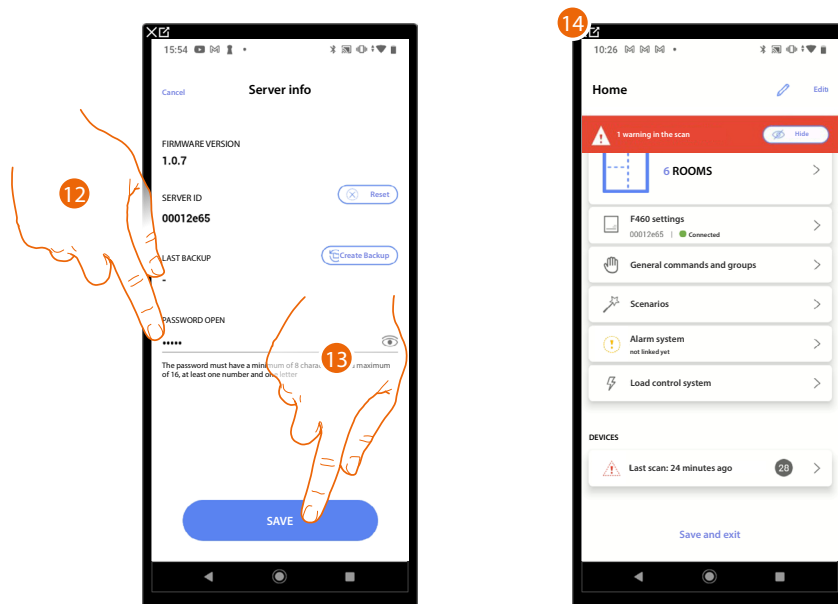 15:54
Cancel
Server info
FIRMWARE VERSION
1.0.7
SERVER ID
Reset
00012e65
LAST BACKUP
Create Backup
-
PASSWORD OPEN
•••••
The password must have a minimum of 8 chara maximum
of 16, at least one number and one letter
SAVE
12
13
14
10:26
Home
Edit
1 warning in the scan
Hide
6 ROOMS
F460 settings
00012e65 | Connected
General commands and groups
Scenarios
Alarm system
not linked yet
Load control system
DEVICES
Last scan: 24 minutes ago
28
Save and exit